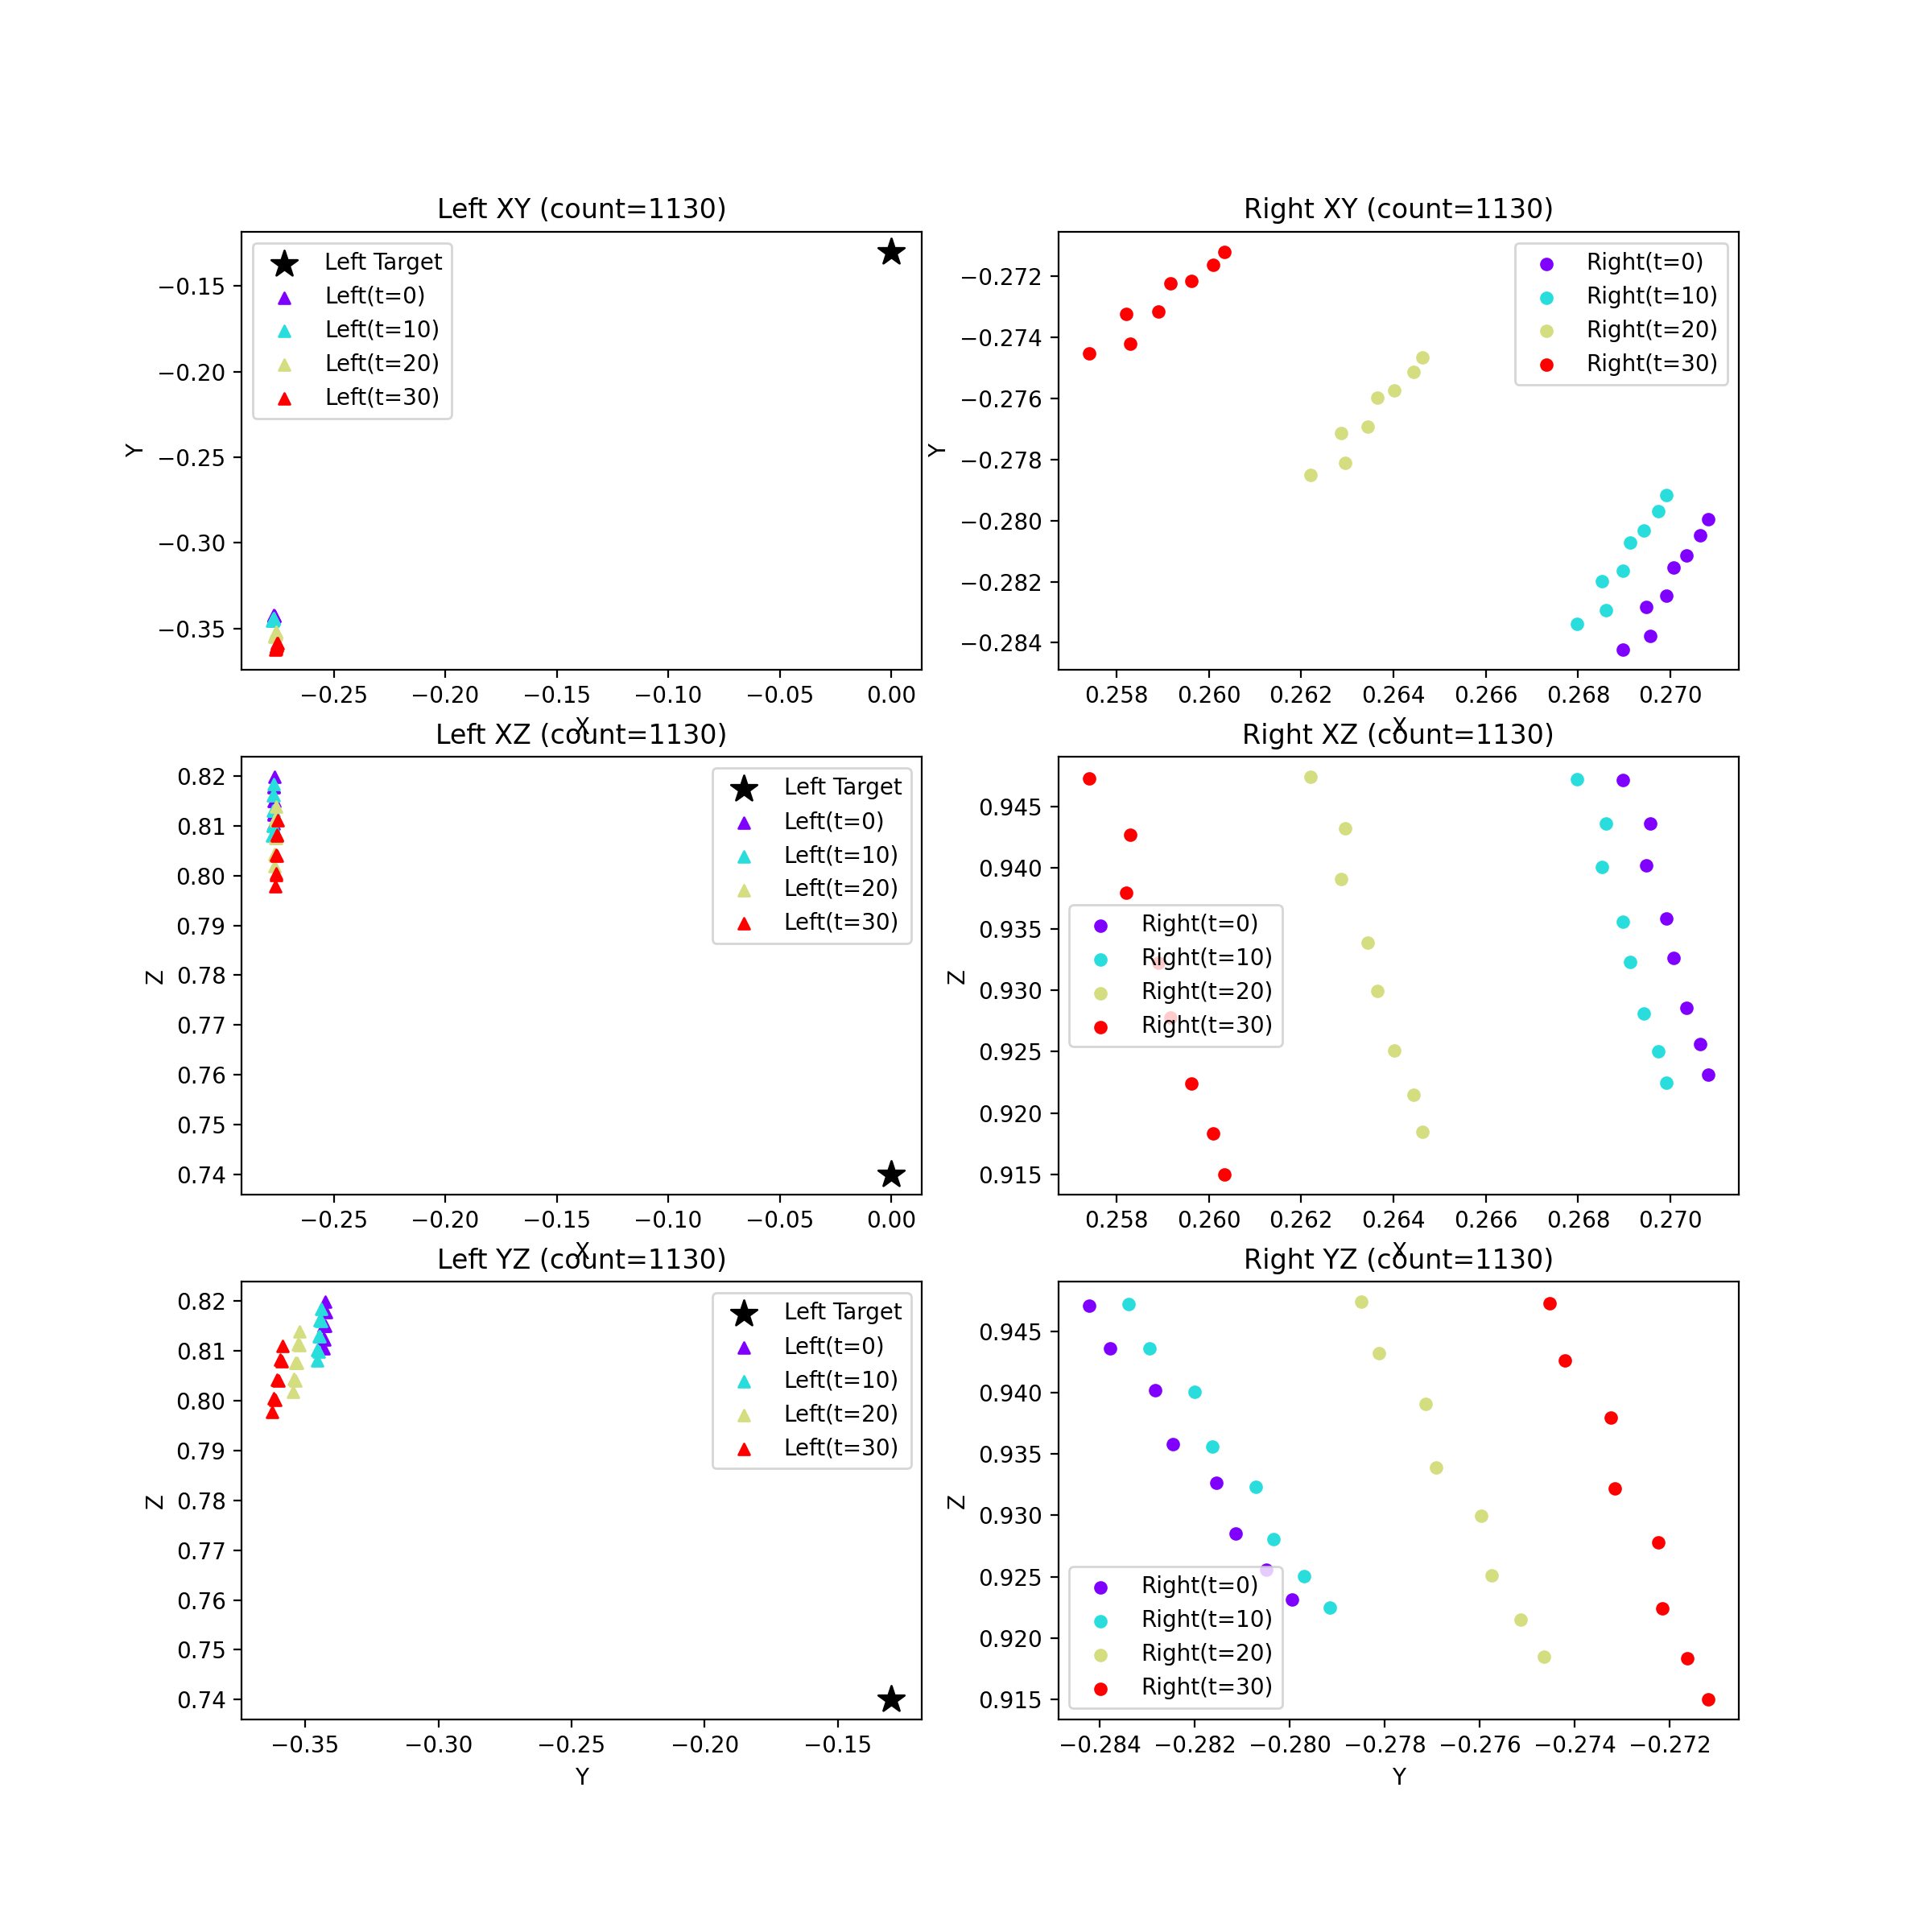 Left XY (count=1130)
Left Target
Left(t=0)
Left(t=10)
Left(t=20)
Left(t=30)
−0.15
−0.20
−0.25
−0.30
−0.35
Y
−0.25
−0.20
−0.15
−0.10
−0.05
0.00
X
Right XY (count=1130)
Right(t=0)
Right(t=10)
Right(t=20)
Right(t=30)
−0.272
−0.274
−0.276
−0.278
−0.280
−0.282
−0.284
Y
0.258
0.260
0.262
0.264
0.266
0.268
0.270
X
Left XZ (count=1130)
Left Target
Left(t=0)
Left(t=10)
Left(t=20)
Left(t=30)
0.82
0.81
0.80
0.79
0.78
0.77
0.76
0.75
0.74
Z
−0.25
−0.20
−0.15
−0.10
−0.05
0.00
X
Right XZ (count=1130)
Right(t=0)
Right(t=10)
Right(t=20)
Right(t=30)
0.945
0.940
0.935
0.930
0.925
0.920
0.915
Z
0.258
0.260
0.262
0.264
0.266
0.268
0.270
X
Left YZ (count=1130)
Left Target
Left(t=0)
Left(t=10)
Left(t=20)
Left(t=30)
0.82
0.81
0.80
0.79
0.78
0.77
0.76
0.75
0.74
Z
−0.35
−0.30
−0.25
−0.20
−0.15
Y
Right YZ (count=1130)
Right(t=0)
Right(t=10)
Right(t=20)
Right(t=30)
0.945
0.940
0.935
0.930
0.925
0.920
0.915
Z
−0.284
−0.282
−0.280
−0.278
−0.276
−0.274
−0.272
Y